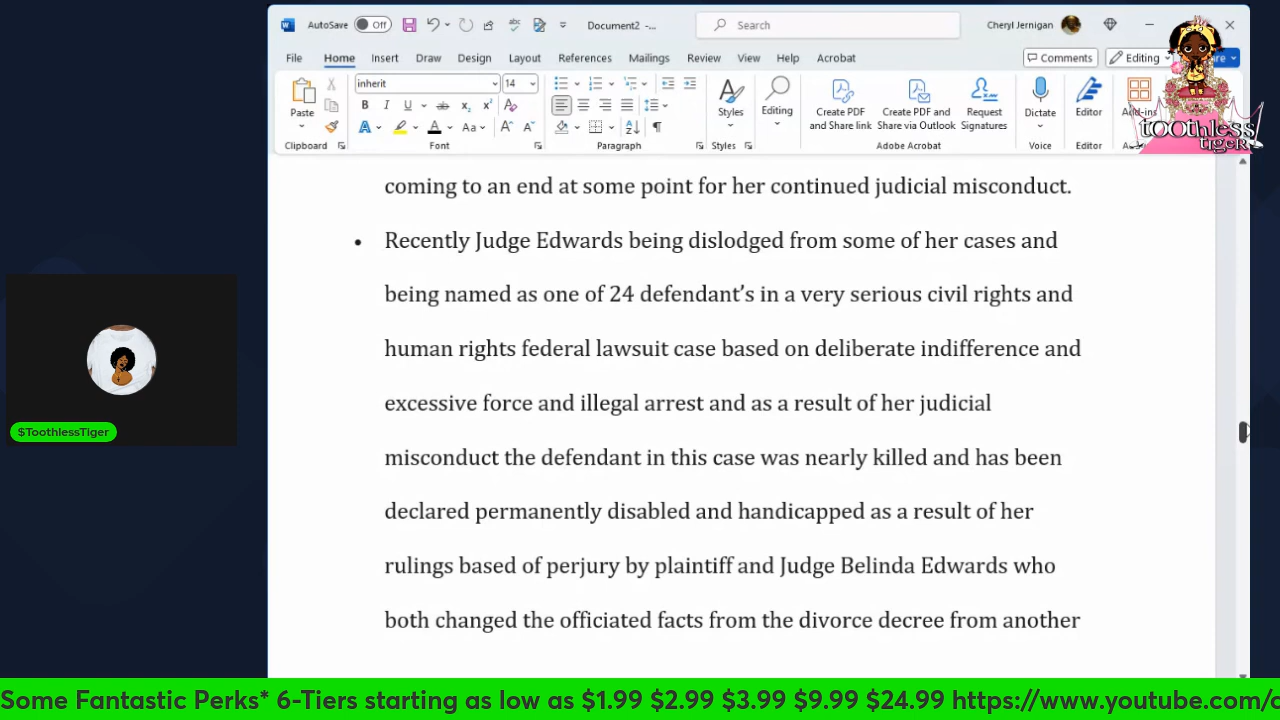 AutoSave Off Document2 -... Search Cheryl Jernigan
File Home Insert Draw Design Layout References Mailings Review View Help Acrobat Comments Editing
inherit 14
Paste Styles Editing Create PDF and Share link Create PDF and Share via Outlook Request Signatures Dictate Editor Add-ins
Clipboard Font Paragraph Styles Adobe Acrobat Voice Editor
toothless
tiger
coming to an end at some point for her continued judicial misconduct.
• Recently Judge Edwards being dislodged from some of her cases and
being named as one of 24 defendant’s in a very serious civil rights and
human rights federal lawsuit case based on deliberate indifference and
excessive force and illegal arrest and as a result of her judicial
misconduct the defendant in this case was nearly killed and has been
declared permanently disabled and handicapped as a result of her
rulings based of perjury by plaintiff and Judge Belinda Edwards who
both changed the officiated facts from the divorce decree from another
$ToothlessTiger
Some Fantastic Perks* 6-Tiers starting as low as $1.99 $2.99 $3.99 $9.99 $24.99 https://www.youtube.com/